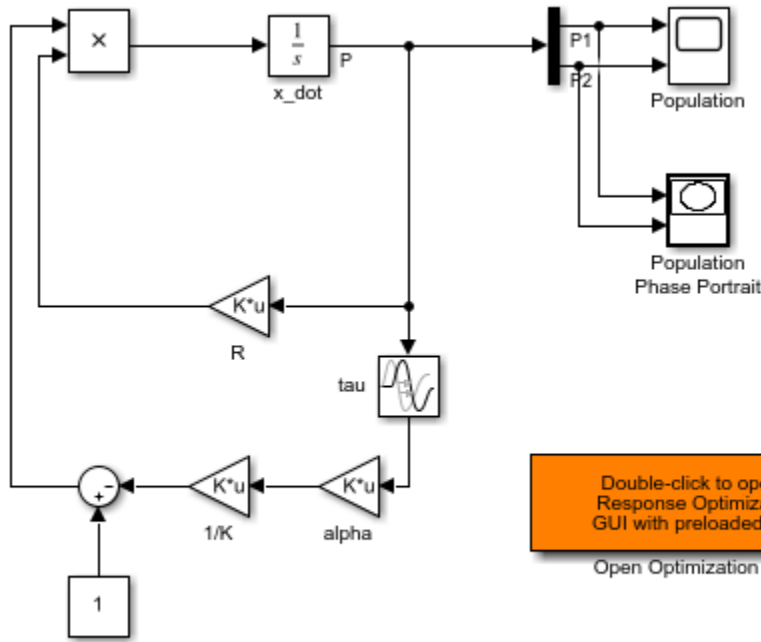 ×
1
s
x_dot
P
P1
P2
Population
Population
Phase Portrait
K*u
R
tau
K*u
1/K
K*u
alpha
+
−
1
Double-click to op
Response Optimiza
GUI with preloaded
Open Optimization